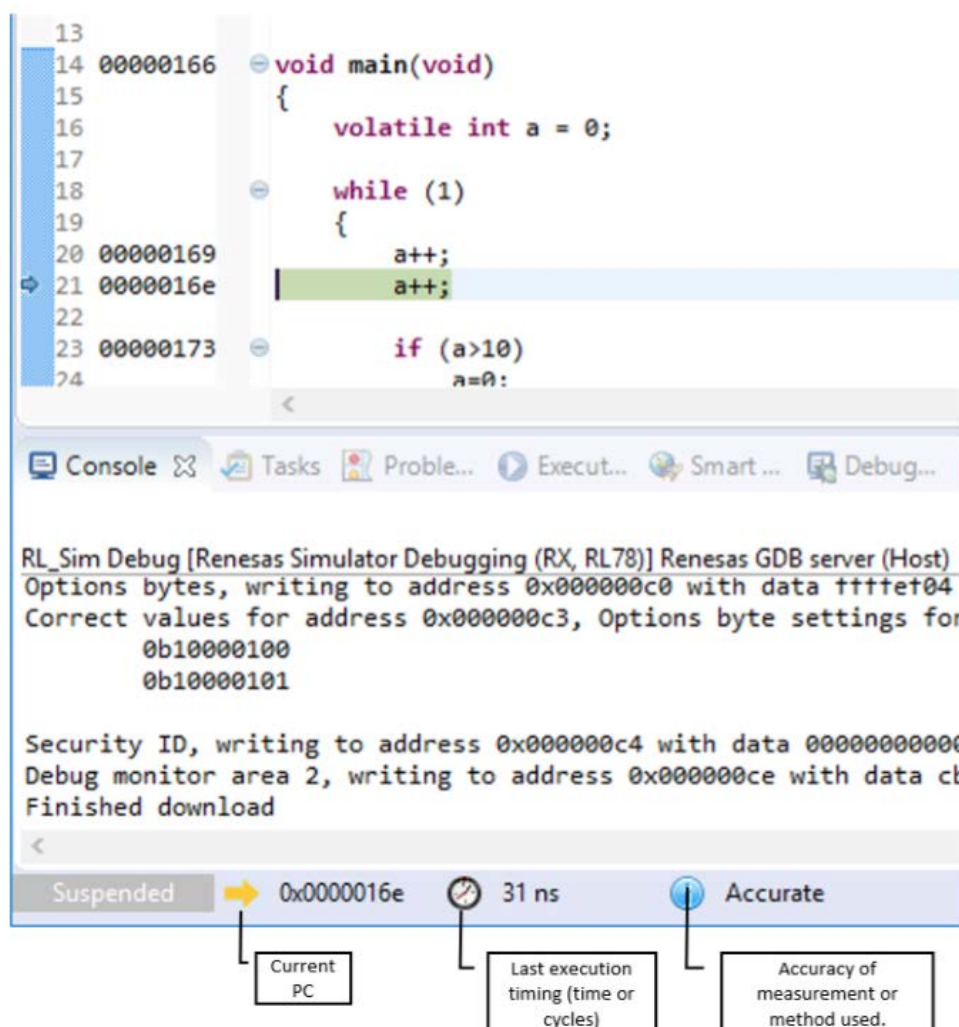 13
14 00000166 void main(void)
15 {
16 volatile int a = 0;
17
18 while (1)
19 {
20 00000169 a++;
21 0000016e a++;
22
23 00000173 if (a>10)
24 a=0;
Console Tasks Proble... Execut... Smart ... Debug...
RL_Sim Debug [Renesas Simulator Debugging (RX, RL78)] Renesas GDB server (Host)
Options bytes, writing to address 0x000000c0 with data ffffef04
Correct values for address 0x000000c3, Options byte settings for
0b10000100
0b10000101
Security ID, writing to address 0x000000c4 with data 00000000000
Debug monitor area 2, writing to address 0x000000ce with data cb
Finished download
Suspended 0x0000016e 31 ns Accurate
Current
PC
Last execution
timing (time or
cycles)
Accuracy of
measurement or
method used.